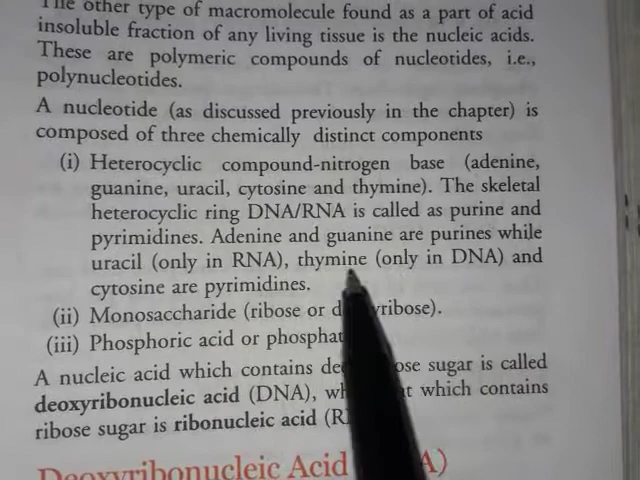 The other type of macromolecule found as a part of acid
insoluble fraction of any living tissue is the nucleic acids.
These are polymeric compounds of nucleotides, i.e.,
polynucleotides.
A nucleotide (as discussed previously in the chapter) is
composed of three chemically distinct components
(i) Heterocyclic compound-nitrogen base (adenine,
guanine, uracil, cytosine and thymine). The skeletal
heterocyclic ring DNA/RNA is called as purine and
pyrimidines. Adenine and guanine are purines while
uracil (only in RNA), thymine (only in DNA) and
cytosine are pyrimidines.
(ii) Monosaccharide (ribose or d yribose).
(iii) Phosphoric acid or phosphat
A nucleic acid which contains de ose sugar is called
deoxyribonucleic acid (DNA), wh t which contains
ribose sugar is ribonucleic acid (R
Deoxyribonucleic Acid A)